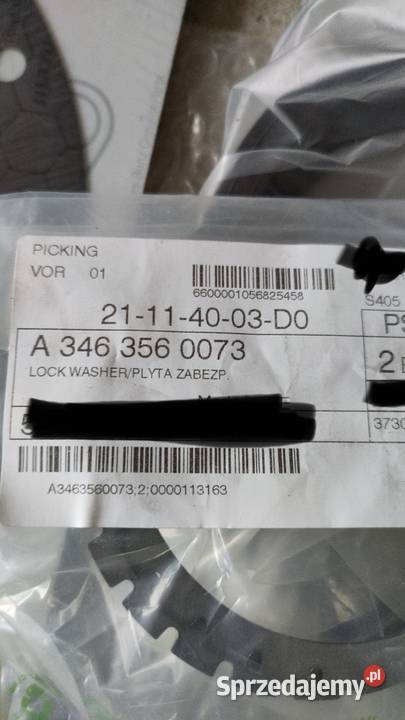 PICKING
VOR 01
6600001056825458
S405
21-11-40-03-D0
PS
A 346 356 0073
LOCK WASHER/PLYTA ZABEZP.
2
3730
A3463560073;2;0000113163
Sprzedajemy.pl